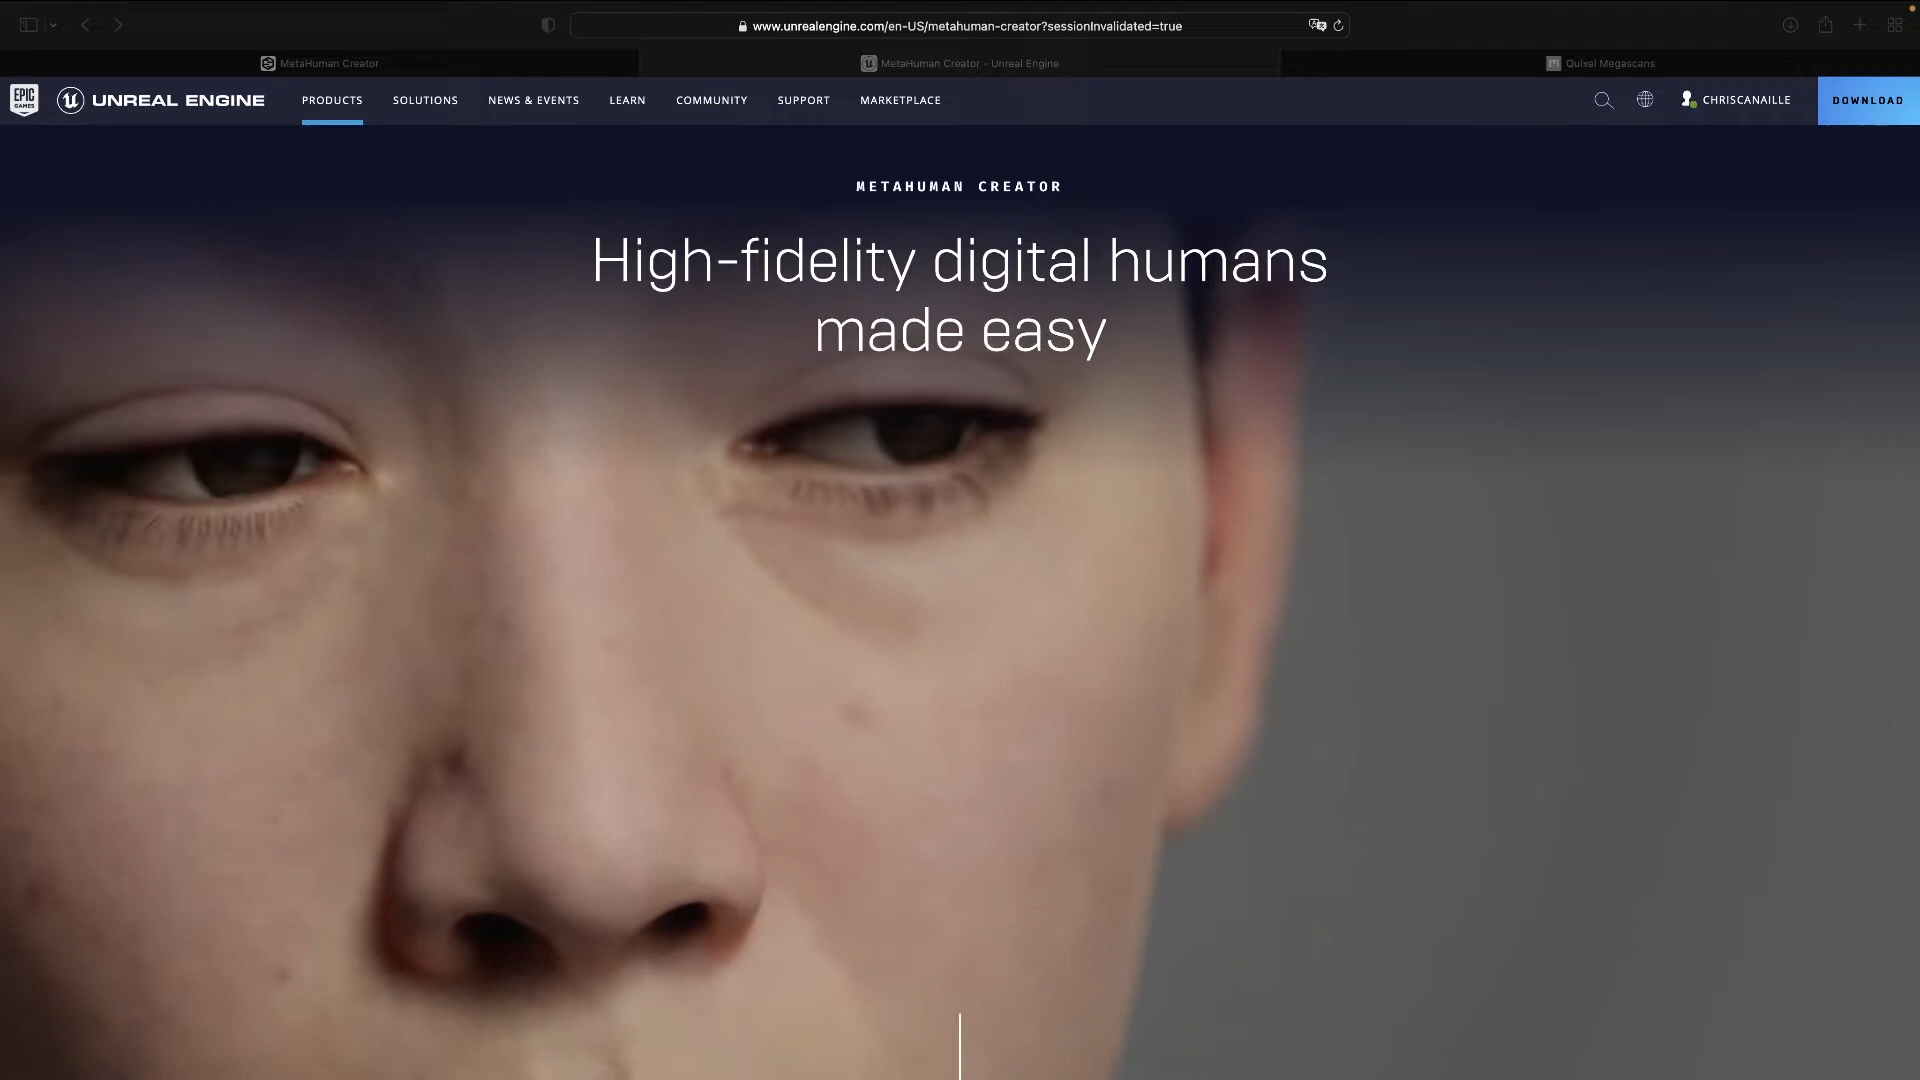 www.unrealengine.com/en-US/metahuman-creator?sessionInvalidated=true
MetaHuman Creator
MetaHuman Creator - Unreal Engine
Quixel Megascans
EPIC GAMES
UNREAL ENGINE
PRODUCTS
SOLUTIONS
NEWS & EVENTS
LEARN
COMMUNITY
SUPPORT
MARKETPLACE
CHRISCANAILLE
DOWNLOAD
METAHUMAN CREATOR
High-fidelity digital humans
made easy